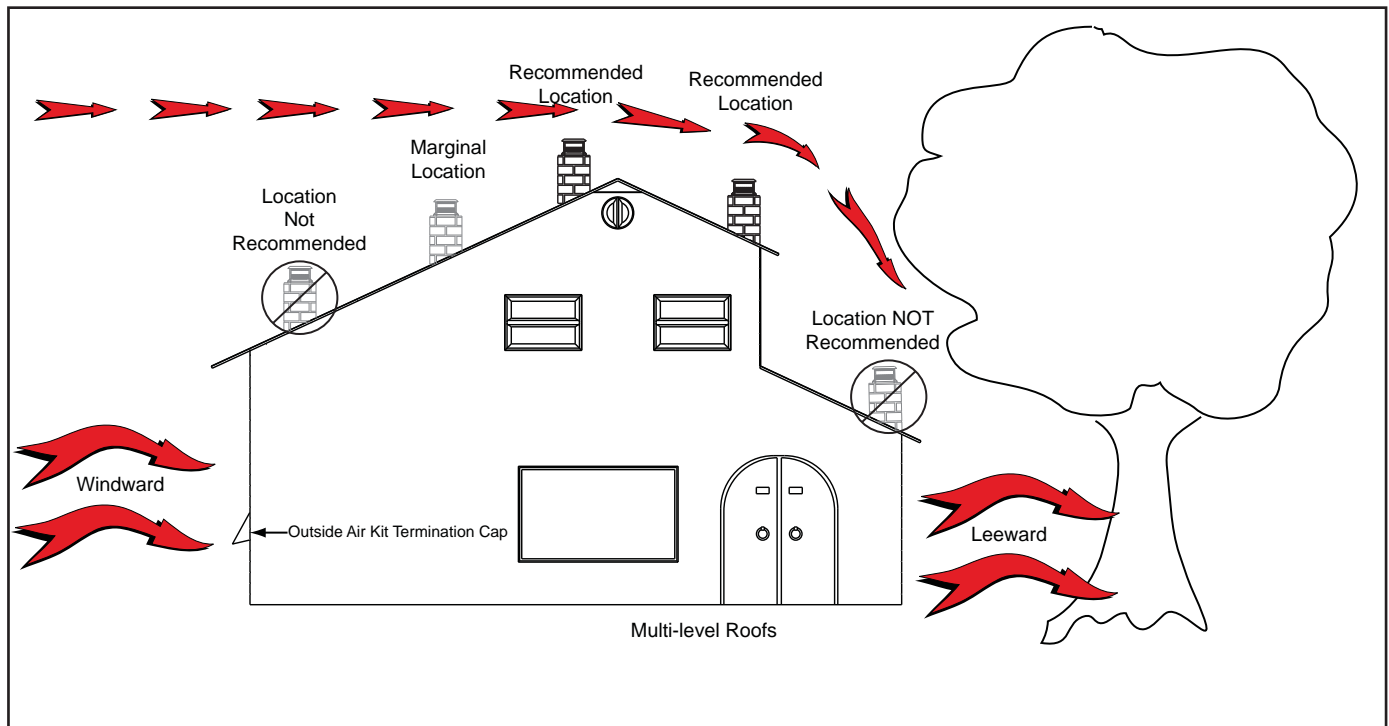 Recommended
Location
Recommended
Location
Marginal
Location
Location
Not
Recommended
Location NOT
Recommended
Windward
Outside Air Kit Termination Cap
Leeward
Multi-level Roofs